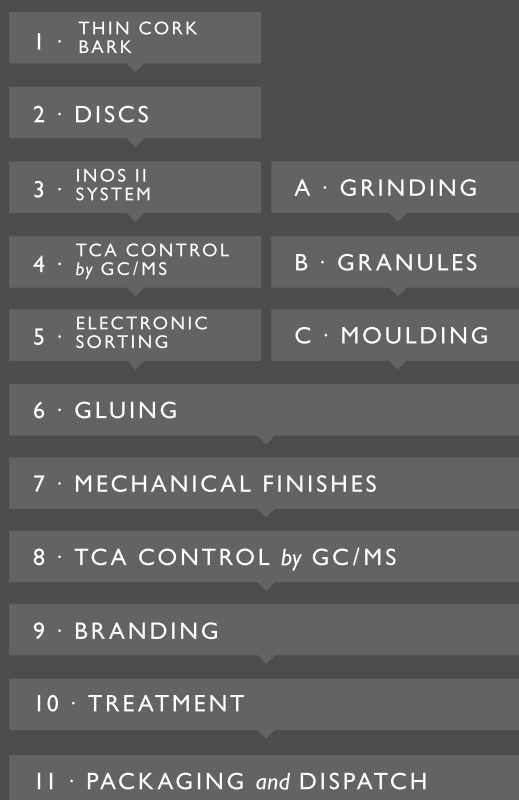 1 · THIN CORK
BARK
2 · DISCS
3 · INOS II
SYSTEM
A · GRINDING
4 · TCA CONTROL
by GC/MS
B · GRANULES
5 · ELECTRONIC
SORTING
C · MOULDING
6 · GLUING
7 · MECHANICAL FINISHES
8 · TCA CONTROL by GC/MS
9 · BRANDING
10 · TREATMENT
11 · PACKAGING and DISPATCH